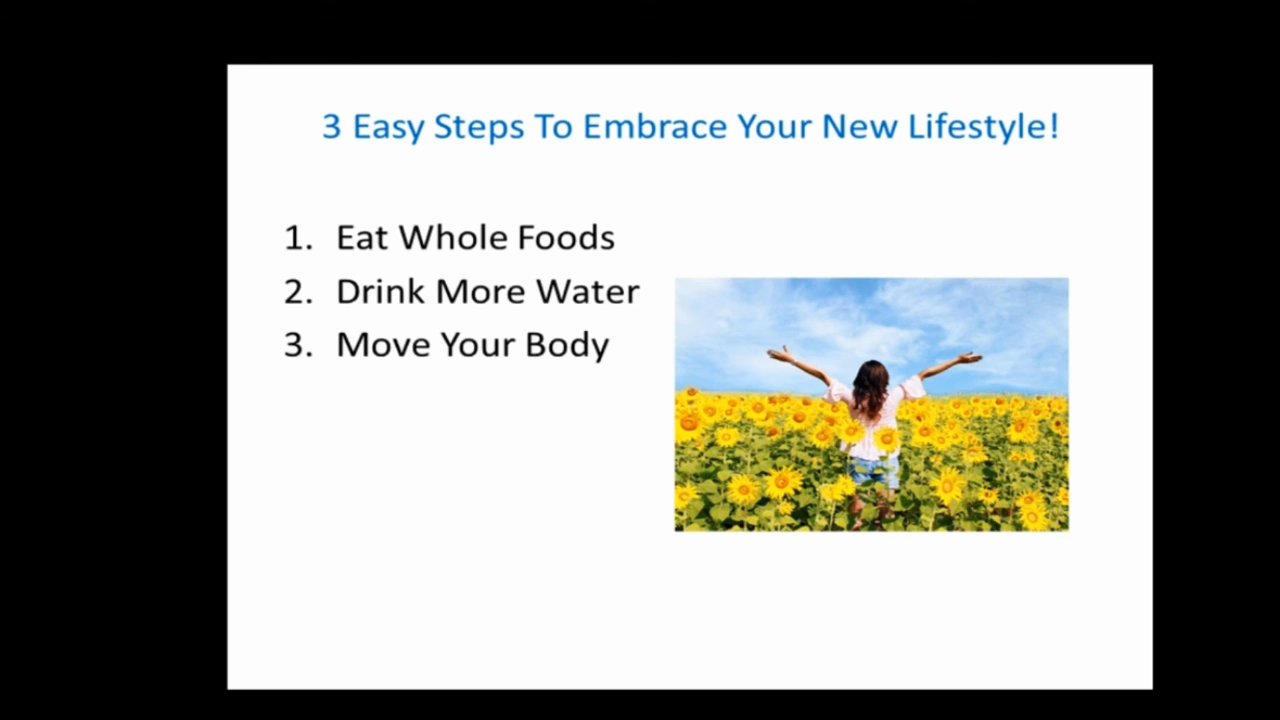 3 Easy Steps To Embrace Your New Lifestyle!
1. Eat Whole Foods
2. Drink More Water
3. Move Your Body